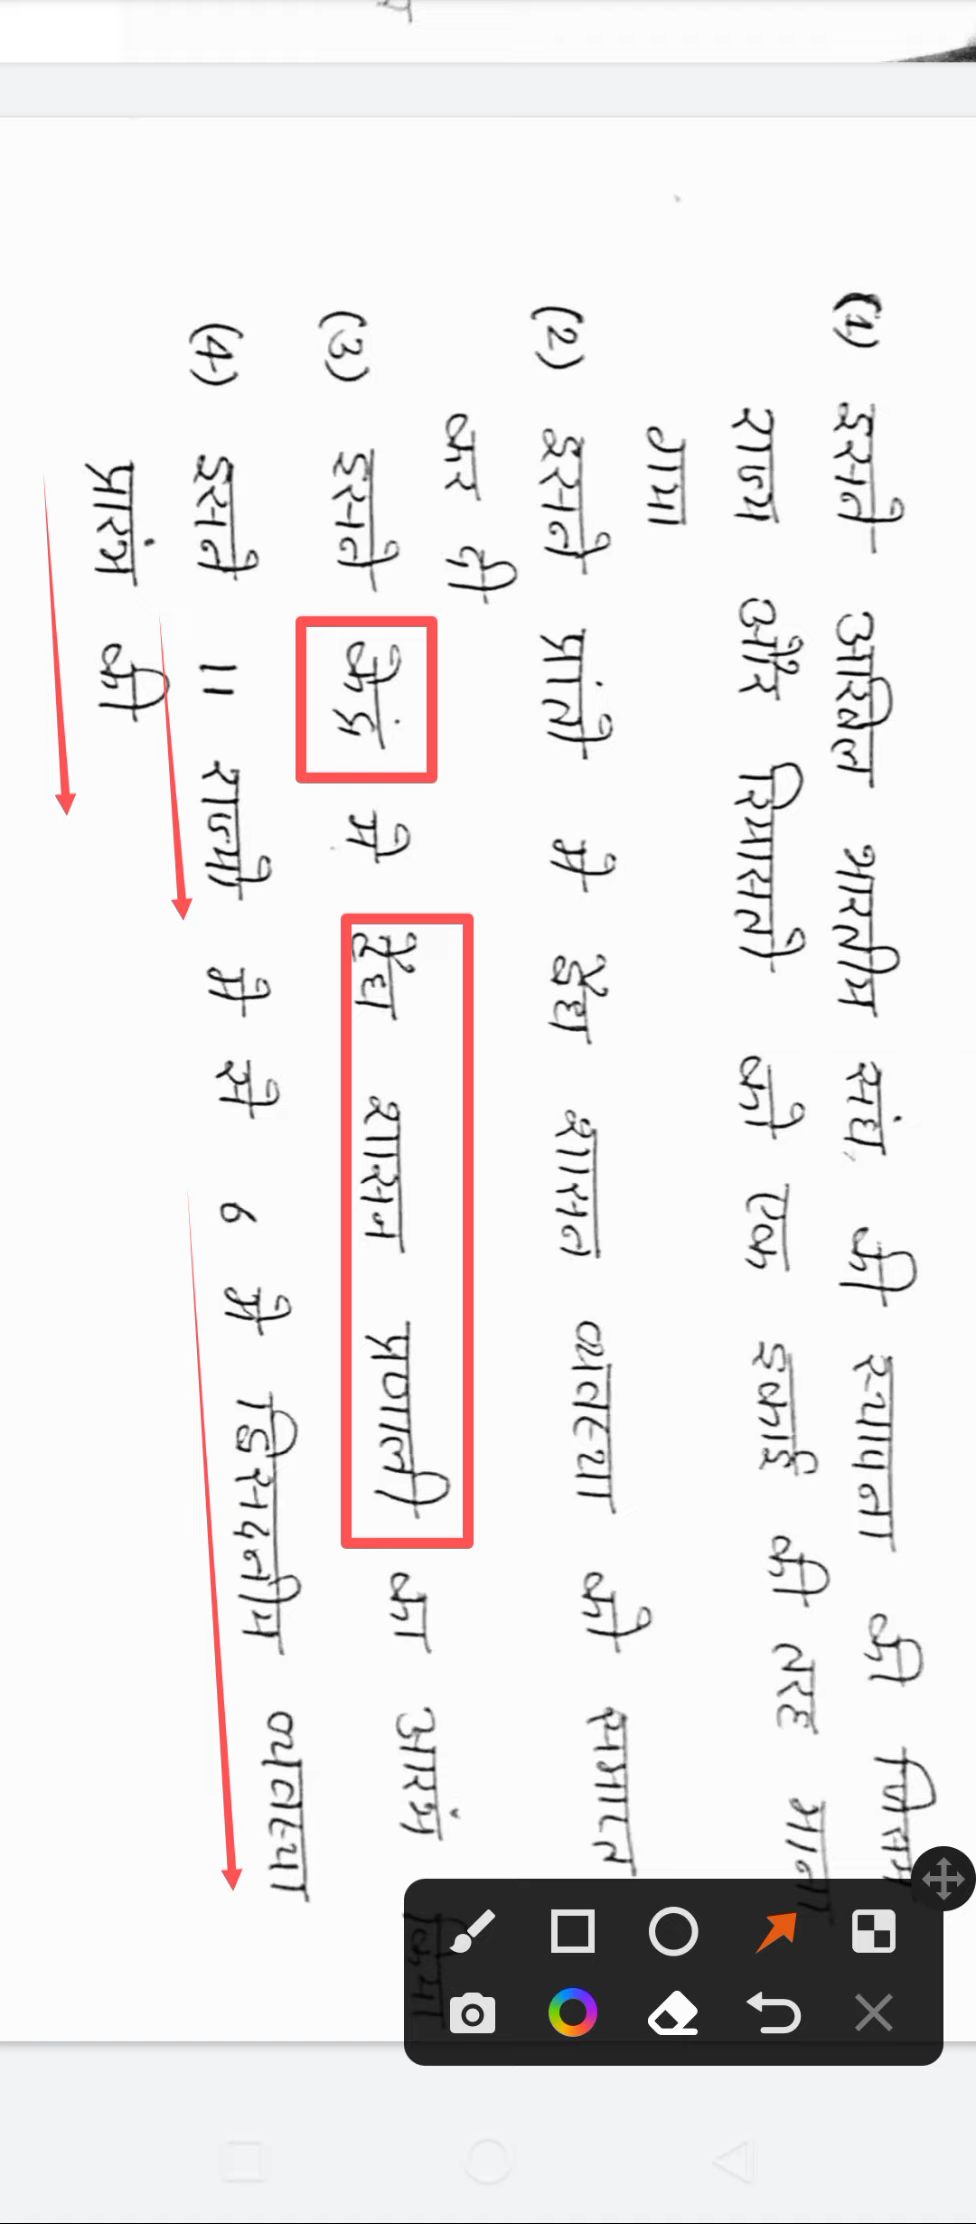 (1) इसने अखिल भारतीय संघ की स्थापना की जिसमे
राज्य और रियासतो को एक इकाई की तरह माना
गया
(2) इसने प्रांतो मे द्वैध शासन व्यवस्था को समाप्त
कर दी
(3) इसने केंद्र मे द्वैध शासन प्रणाली का आरंभ किया
(4) इसने 11 राज्यो मे से 6 मे द्विसदनीय व्यवस्था
प्रारंभ की